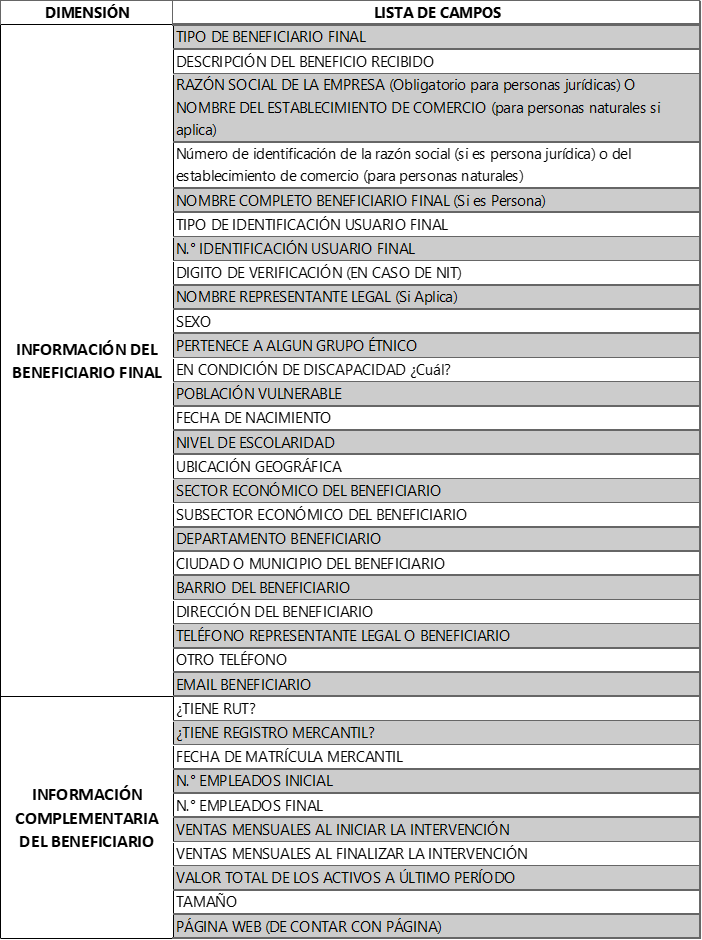 DIMENSIÓN
LISTA DE CAMPOS
INFORMACIÓN DEL
BENEFICIARIO FINAL
TIPO DE BENEFICIARIO FINAL
DESCRIPCIÓN DEL BENEFICIO RECIBIDO
RAZÓN SOCIAL DE LA EMPRESA (Obligatorio para personas jurídicas) O
NOMBRE DEL ESTABLECIMIENTO DE COMERCIO (para personas naturales si
aplica)
Número de identificación de la razón social (si es persona jurídica) o del
establecimiento de comercio (para personas naturales)
NOMBRE COMPLETO BENEFICIARIO FINAL (Si es Persona)
TIPO DE IDENTIFICACIÓN USUARIO FINAL
N.° IDENTIFICACIÓN USUARIO FINAL
DIGITO DE VERIFICACIÓN (EN CASO DE NIT)
NOMBRE REPRESENTANTE LEGAL (Si Aplica)
SEXO
PERTENECE A ALGUN GRUPO ÉTNICO
EN CONDICIÓN DE DISCAPACIDAD ¿Cuál?
POBLACIÓN VULNERABLE
FECHA DE NACIMIENTO
NIVEL DE ESCOLARIDAD
UBICACIÓN GEOGRÁFICA
SECTOR ECONÓMICO DEL BENEFICIARIO
SUBSECTOR ECONÓMICO DEL BENEFICIARIO
DEPARTAMENTO BENEFICIARIO
CIUDAD O MUNICIPIO DEL BENEFICIARIO
BARRIO DEL BENEFICIARIO
DIRECCIÓN DEL BENEFICIARIO
TELÉFONO REPRESENTANTE LEGAL O BENEFICIARIO
OTRO TELÉFONO
EMAIL BENEFICIARIO
INFORMACIÓN
COMPLEMENTARIA
DEL BENEFICIARIO
¿TIENE RUT?
¿TIENE REGISTRO MERCANTIL?
FECHA DE MATRÍCULA MERCANTIL
N.° EMPLEADOS INICIAL
N.° EMPLEADOS FINAL
VENTAS MENSUALES AL INICIAR LA INTERVENCIÓN
VENTAS MENSUALES AL FINALIZAR LA INTERVENCIÓN
VALOR TOTAL DE LOS ACTIVOS A ÚLTIMO PERÍODO
TAMAÑO
PÁGINA WEB (DE CONTAR CON PÁGINA)